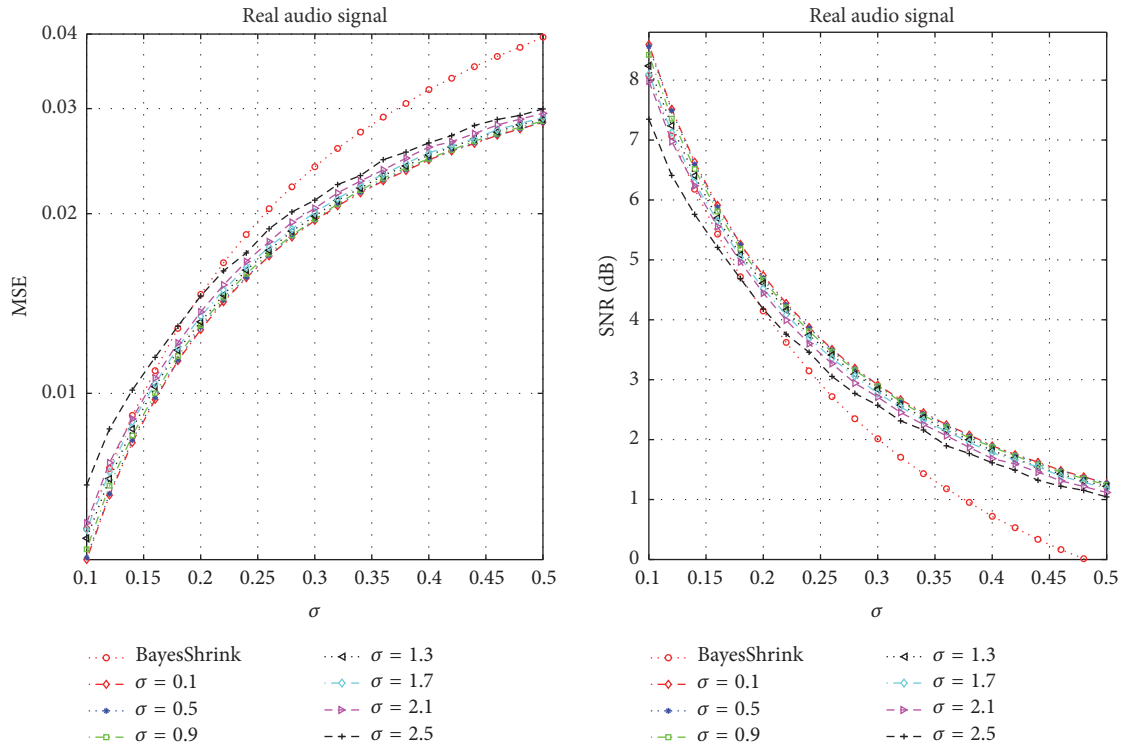 Real audio signal
0.04
0.03
0.02
0.01
MSE
0.1 0.15 0.2 0.25 0.3 0.35 0.4 0.45 0.5
σ
BayesShrink
σ = 0.1
σ = 0.5
σ = 0.9
σ = 1.3
σ = 1.7
σ = 2.1
σ = 2.5
Real audio signal
8
7
6
5
4
3
2
1
0
SNR (dB)
0.1 0.15 0.2 0.25 0.3 0.35 0.4 0.45 0.5
σ
BayesShrink
σ = 0.1
σ = 0.5
σ = 0.9
σ = 1.3
σ = 1.7
σ = 2.1
σ = 2.5